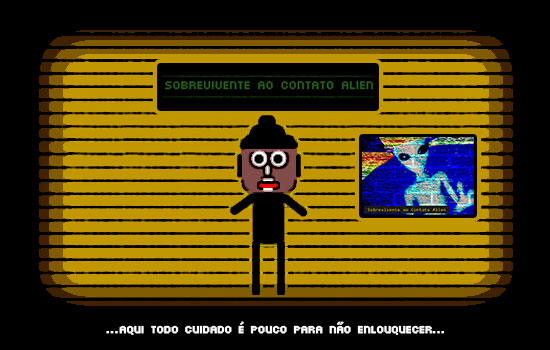 SOBREVIVENTE AO CONTATO ALIEN
Sobrevivente ao Contato Alien
...AQUI TODO CUIDADO É POUCO PARA NÃO ENLOUQUECER...